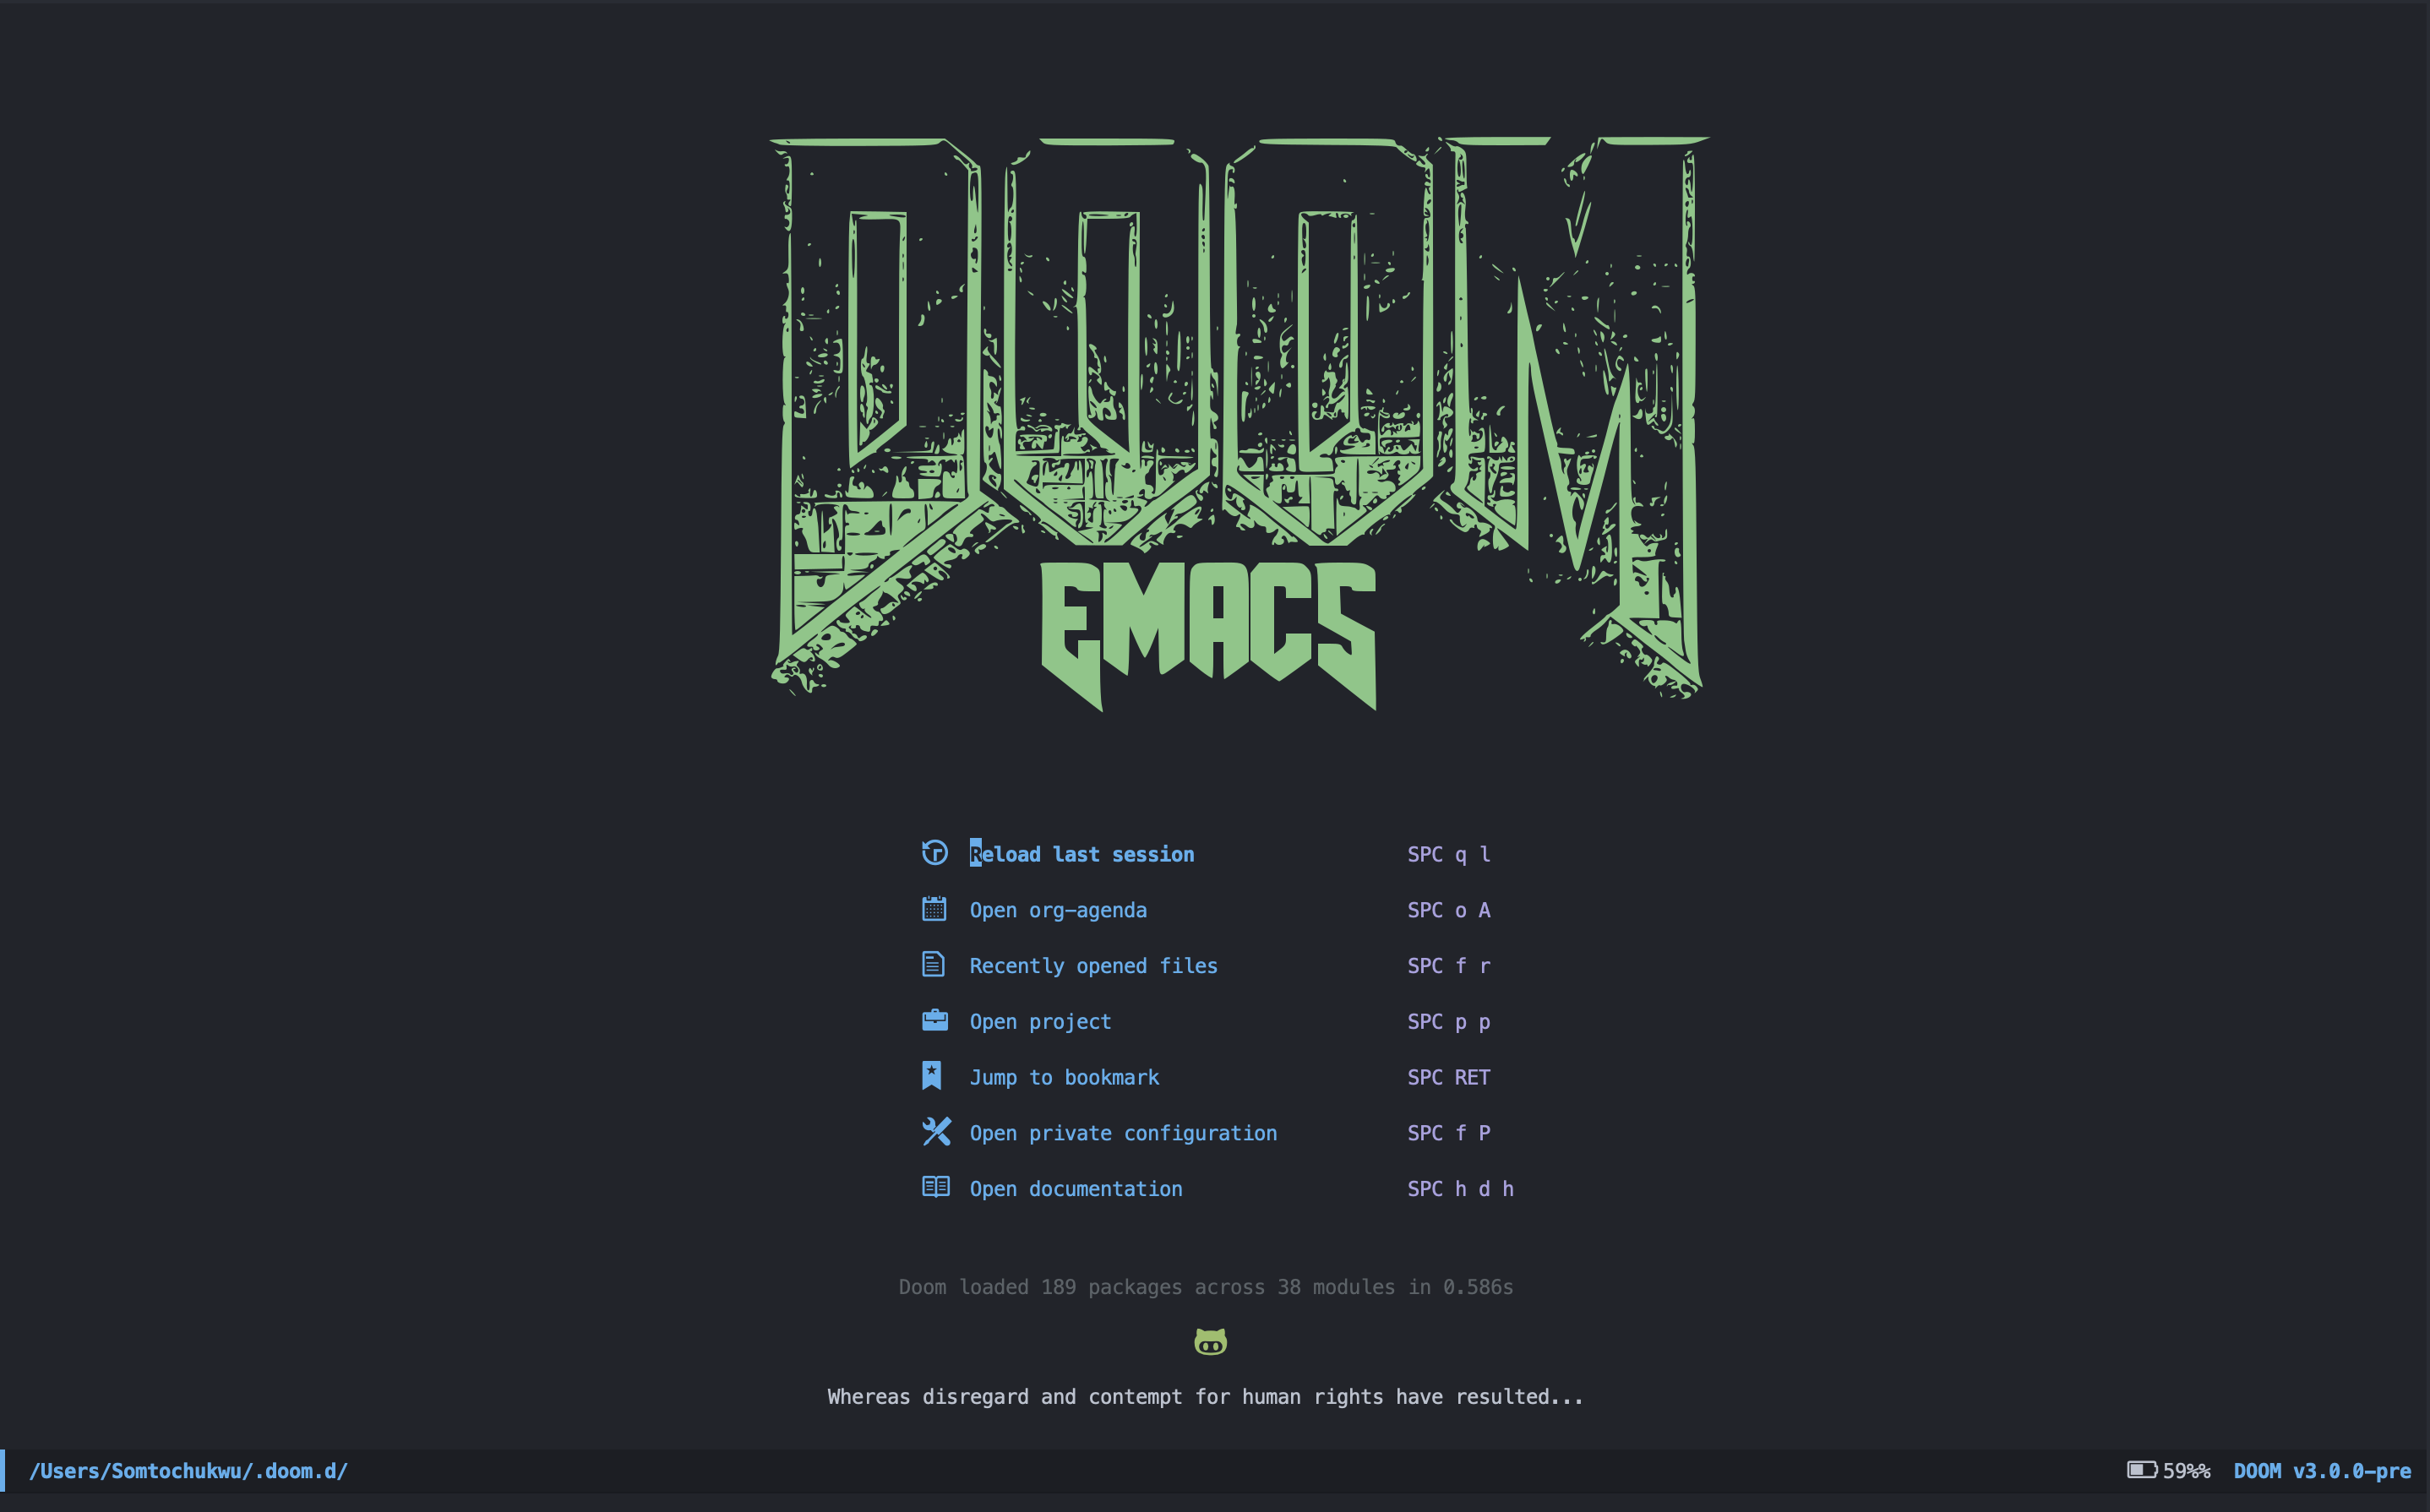 DOOM
EMACS
Reload last session SPC q l
Open org-agenda SPC o A
Recently opened files SPC f r
Open project SPC p p
Jump to bookmark SPC RET
Open private configuration SPC f P
Open documentation SPC h d h
Doom loaded 189 packages across 38 modules in 0.586s
Whereas disregard and contempt for human rights have resulted...
/Users/Somtochukwu/.doom.d/ 59%% DOOM v3.0.0-pre